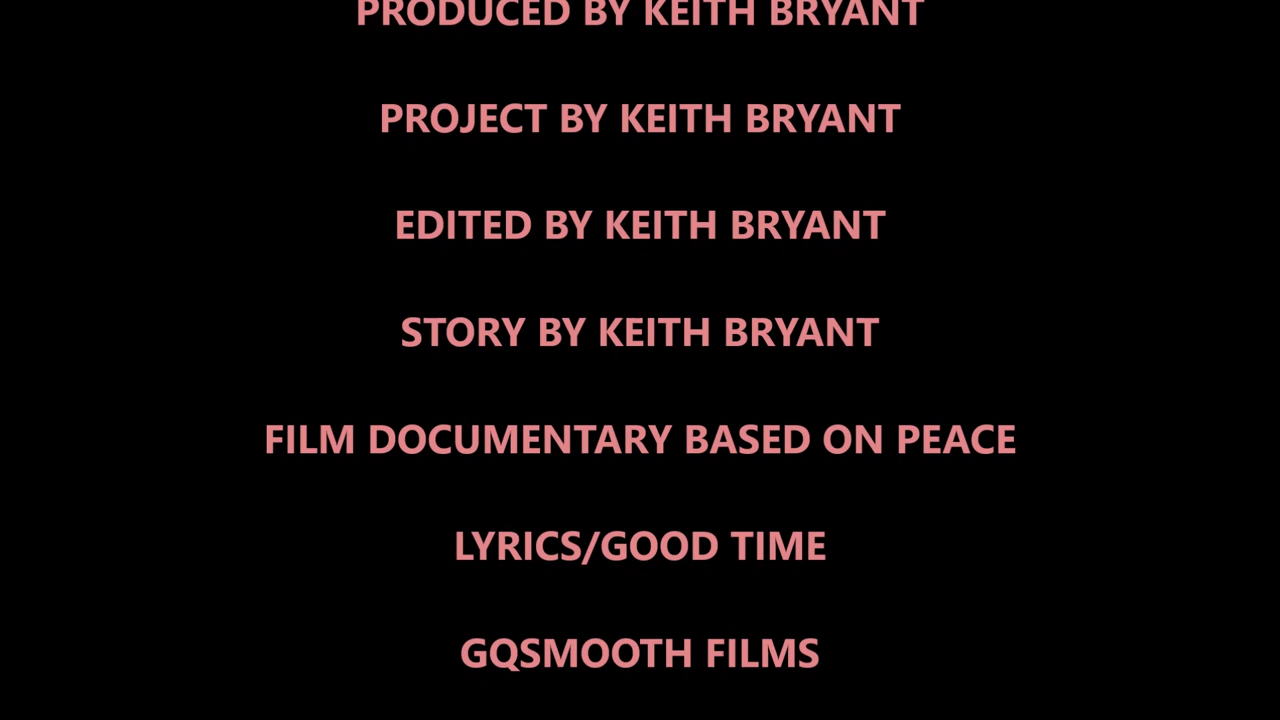 PRODUCED BY KEITH BRYANT
PROJECT BY KEITH BRYANT
EDITED BY KEITH BRYANT
STORY BY KEITH BRYANT
FILM DOCUMENTARY BASED ON PEACE
LYRICS/GOOD TIME
GQSMOOTH FILMS